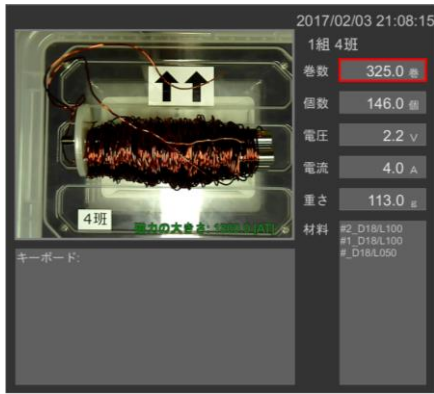 2017/02/03 21:08:15
1組 4班
巻数 325.0 巻
個数 146.0 個
電圧 2.2 V
電流 4.0 A
重さ 113.0 g
材料 #2_D18/L100
#1_D18/L100
#_D18/L050
4班
キーボード: